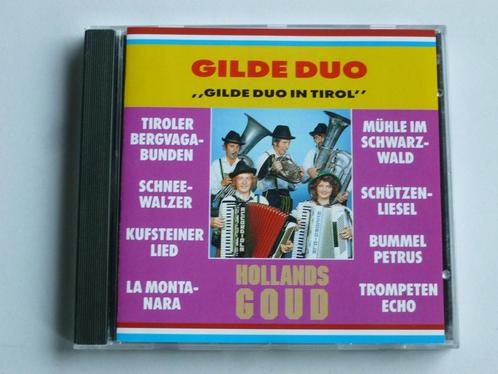 GILDE DUO
,,GILDE DUO IN TIROL''
TIROLER
BERGVAGA-
BUNDEN
SCHNEE-
WALZER
KUFSTEINER
LIED
LA MONTA-
NARA
MÜHLE IM
SCHWARZ-
WALD
SCHÜTZEN-
LIESEL
BUMMEL
PETRUS
TROMPETEN
ECHO
HOLLANDS
GOUD